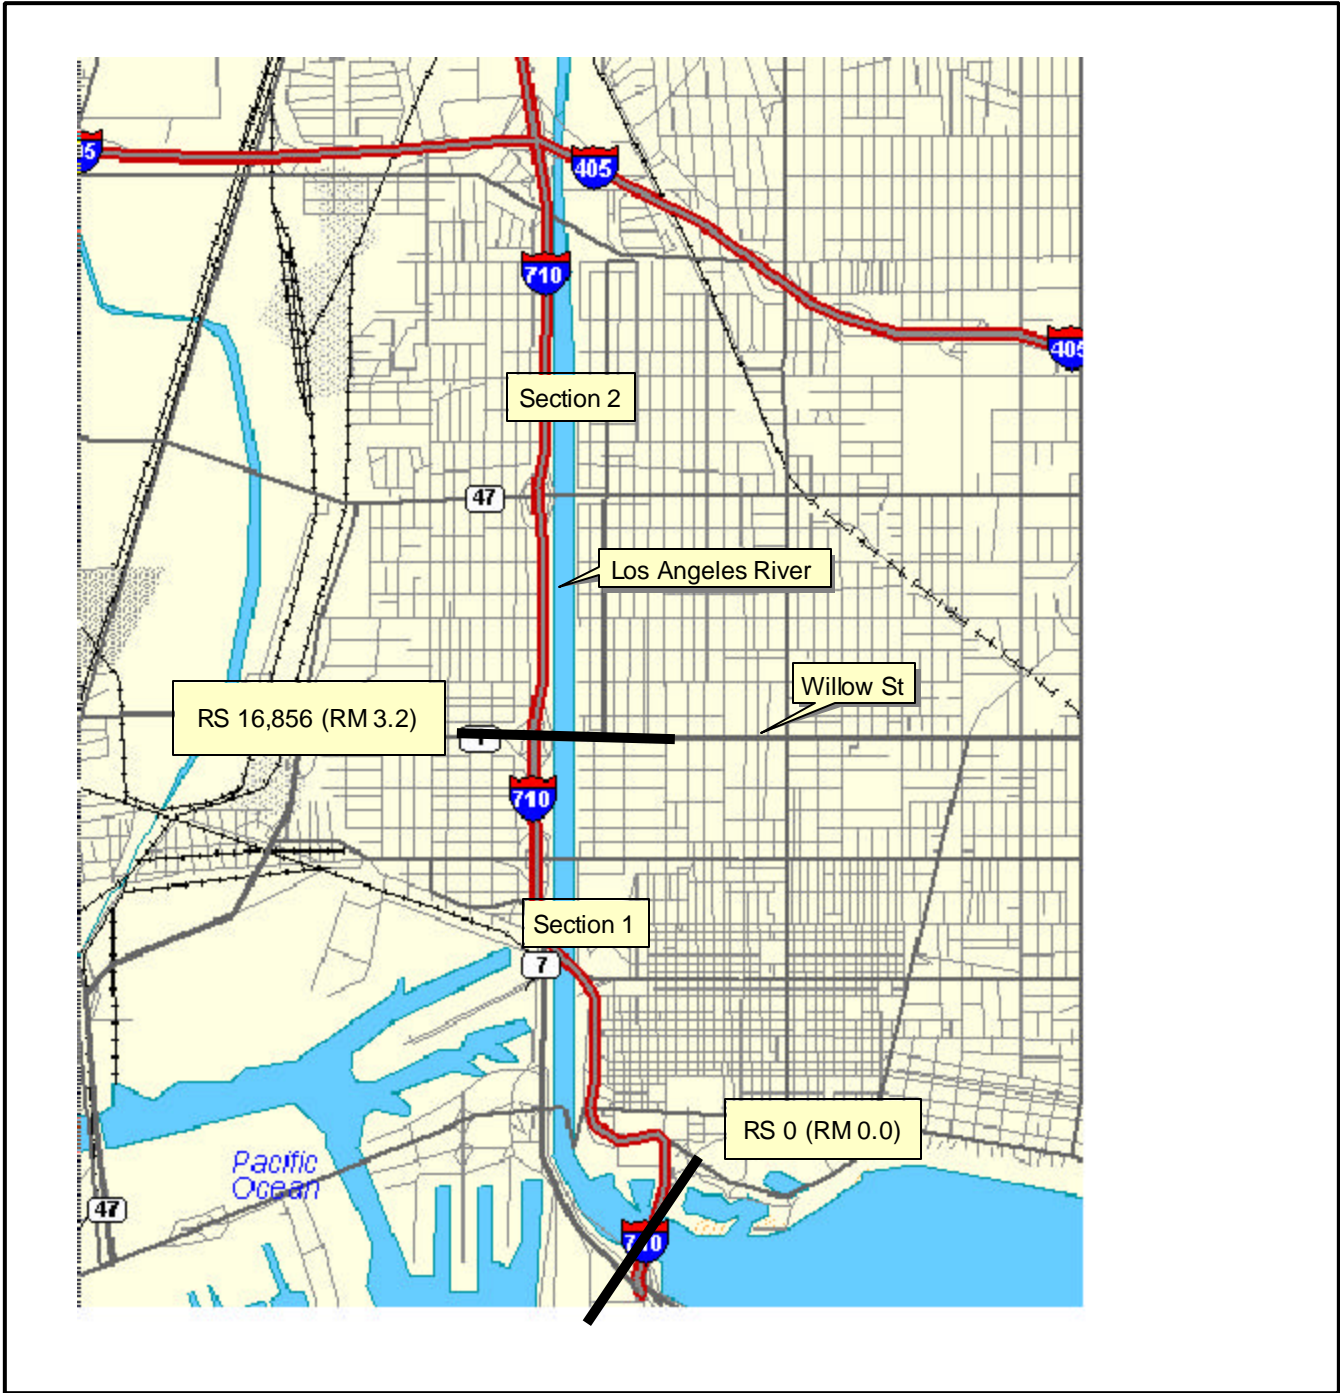 5
405
710
405
Section 2
47
Los Angeles River
Willow St
RS 16,856 (RM 3.2)
710
Section 1
7
RS 0 (RM 0.0)
Pacific
Ocean
47
710